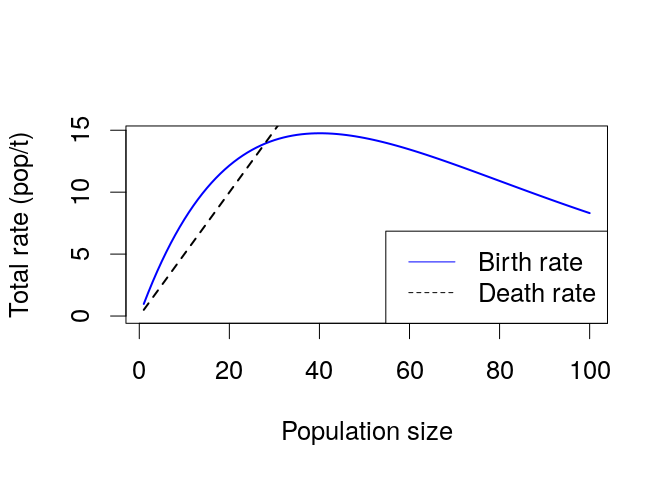 Total rate (pop/t)
15
10
5
0
Birth rate
Death rate
0 20 40 60 80 100
Population size